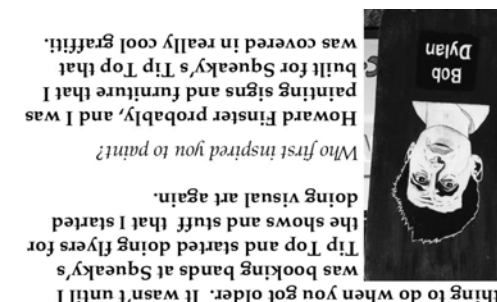 thing to do when you got older. It wasn't until I
was booking bands at Squeaky's
Tip Top and started doing flyers for
the shows and stuff that I started
doing visual art again.
Who first inspired you to paint?
Howard Finster probably, and I was
painting signs and furniture that I
built for Squeaky's Tip Top that
was covered in really cool graffiti.
Bob
Dylan